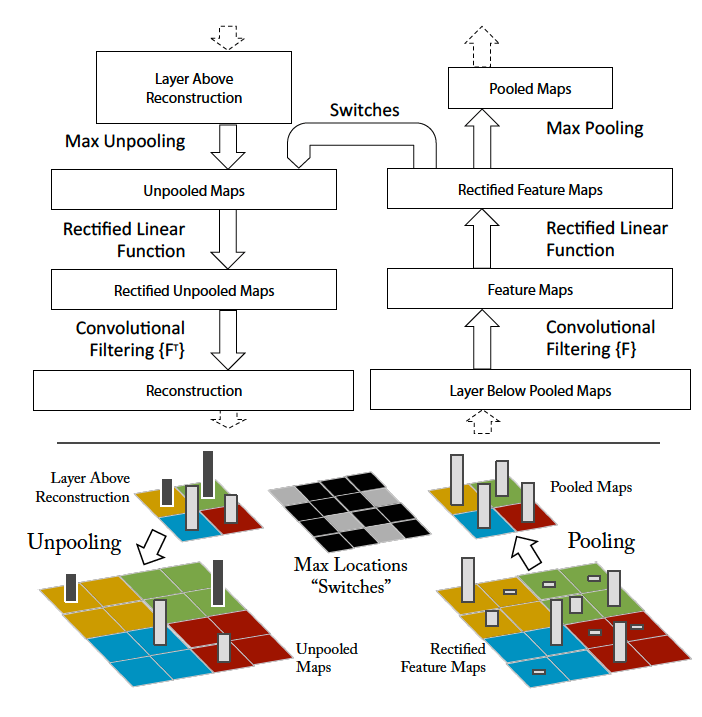 Layer Above
Reconstruction
Pooled Maps
Switches
Max Unpooling
Max Pooling
Unpooled Maps
Rectified Feature Maps
Rectified Linear
Function
Rectified Linear
Function
Rectified Unpooled Maps
Feature Maps
Convolutional
Filtering {Fᵀ}
Convolutional
Filtering {F}
Reconstruction
Layer Below Pooled Maps
Layer Above
Reconstruction
Pooled Maps
Unpooling
Max Locations
“Switches”
Pooling
Unpooled
Maps
Rectified
Feature Maps